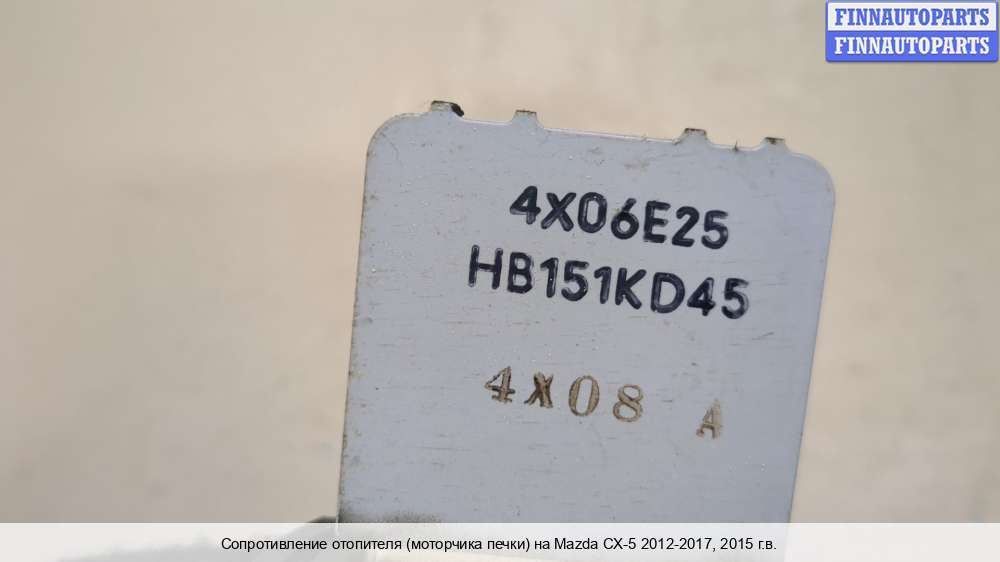 FINNAUTOPARTS
FINNAUTOPARTS
4X06E25
HB151KD45
4X08 A
Сопротивление отопителя (моторчика печки) на Mazda CX-5 2012-2017, 2015 г.в.